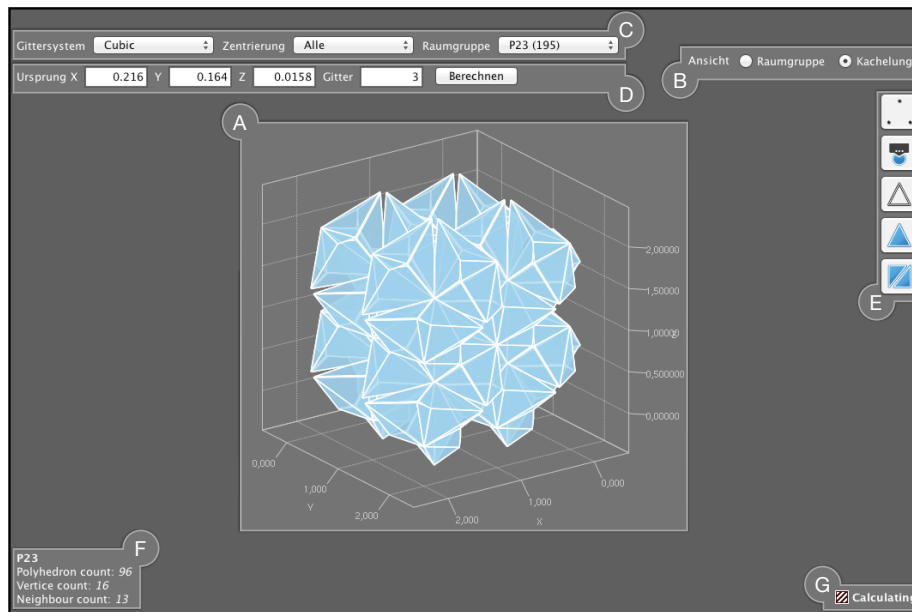 Gittersystem Cubic Zentrierung Alle Raumgruppe P23 (195) C
Ursprung X 0.216 Y 0.164 Z 0.0158 Gitter 3 Berechnen D
Ansicht Raumgruppe Kachelung
B
A
2,00000
1,50000
1,00000
Z
0,500000
0,00000
0,000
1,000
Y
2,000
0,000
1,000
X
2,000
E
F
P23
Polyhedron count: 96
Vertice count: 16
Neighbour count: 13
G
Calculating